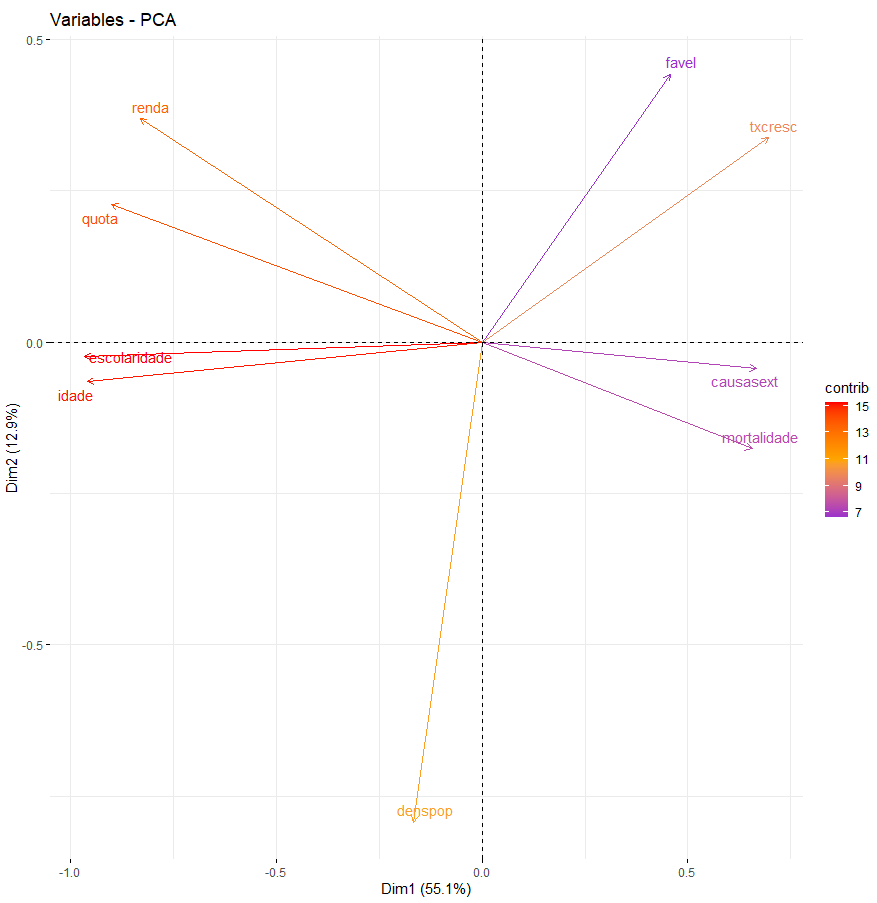 Variables - PCA
0.5
favel
renda
txcresc
quota
0.0
escolaridade
causasext
idade
contrib
15
mortalidade
13
Dim2 (12.9%)
11
9
7
-0.5
denspop
-1.0
-0.5
0.0
0.5
Dim1 (55.1%)